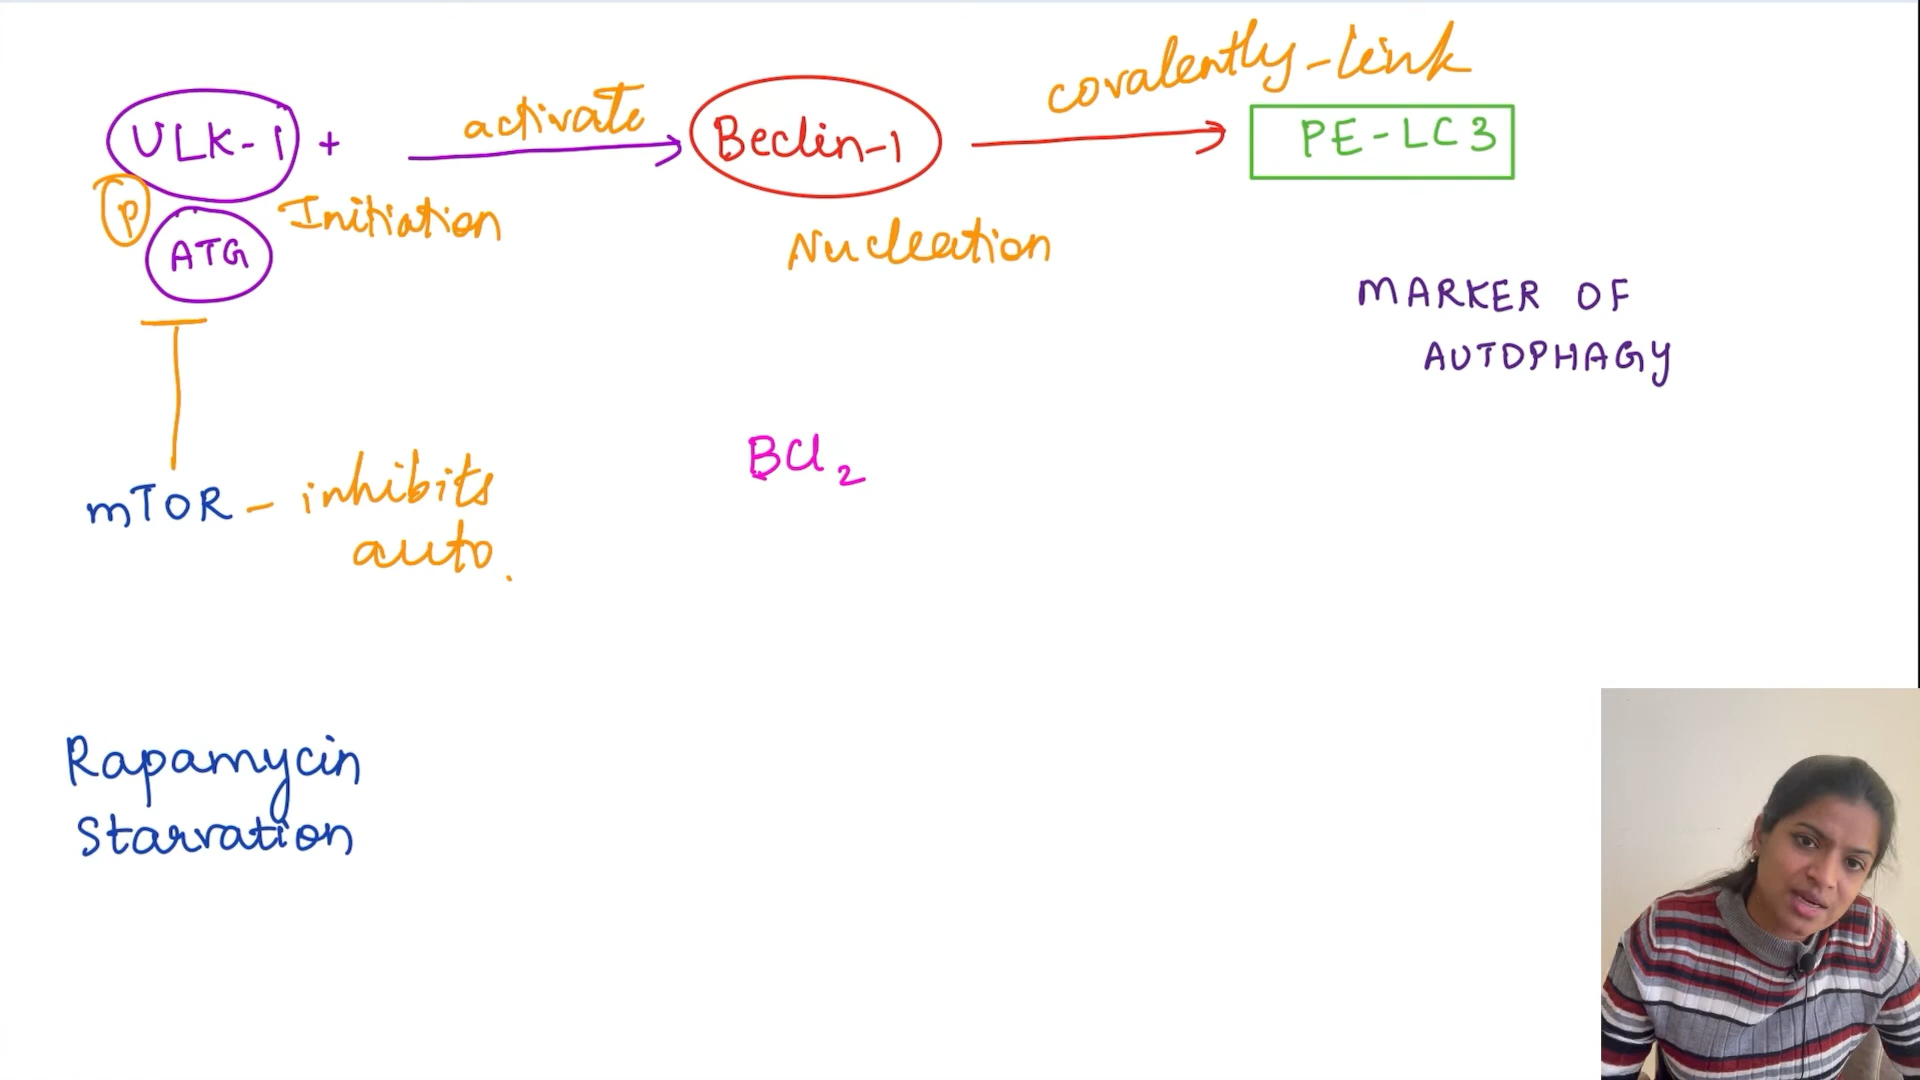 covalently-link
ULK-1 + activate Beclin-1 PE-LC3
P
ATG Initiation Nucleation
MARKER OF
AUTOPHAGY
BCl2
mTOR - inhibits
auto.
Rapamycin
Starvation